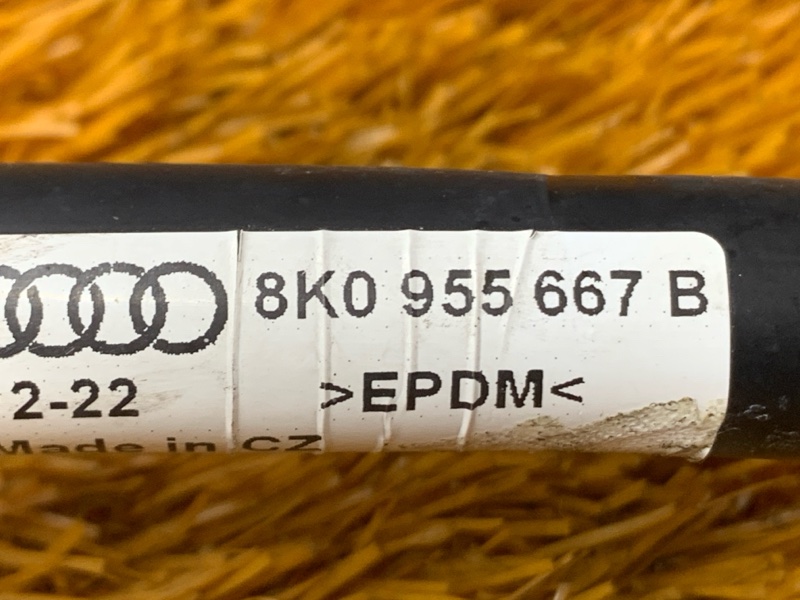 8K0 955 667 B
2-22 >EPDM<
Made in CZ